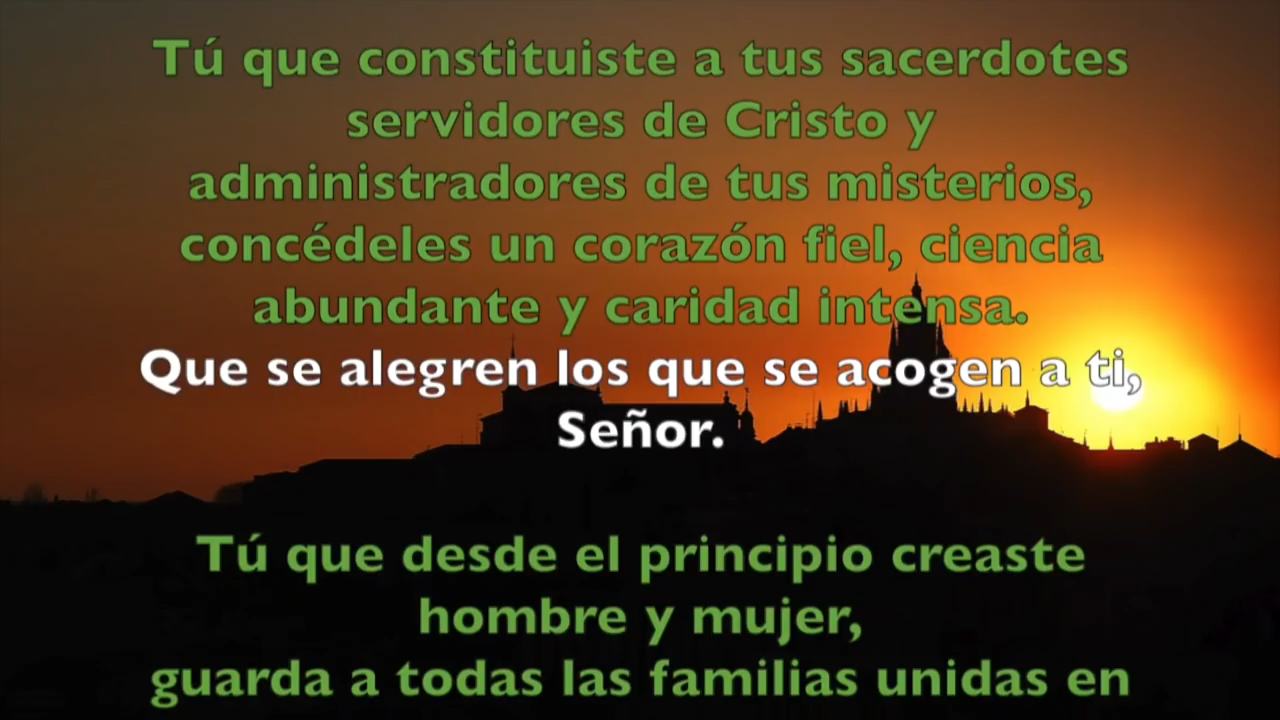 Tú que constituiste a tus sacerdotes
servidores de Cristo y
administradores de tus misterios,
concédeles un corazón fiel, ciencia
abundante y caridad intensa.
Que se alegren los que se acogen a ti,
Señor.
Tú que desde el principio creaste
hombre y mujer,
guarda a todas las familias unidas en